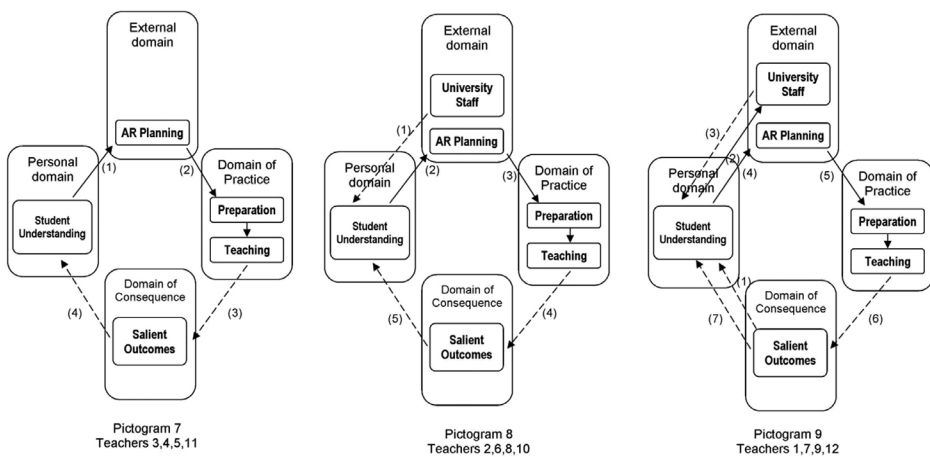 External
domain
AR Planning
(1)
(2)
Personal
domain
Domain of
Practice
Student
Understanding
Preparation
Teaching
Domain of
Consequence
(4)
(3)
Salient
Outcomes
Pictogram 7
Teachers 3,4,5,11
External
domain
University
Staff
(1)
AR Planning
(2)
(3)
Personal
domain
Domain of
Practice
Student
Understanding
Preparation
Teaching
Domain of
Consequence
(5)
(4)
Salient
Outcomes
Pictogram 8
Teachers 2,6,8,10
External
domain
University
Staff
(3)
AR Planning
(2)
(4)
(5)
Personal
domain
Domain of
Practice
Student
Understanding
Preparation
Teaching
(1)
Domain of
Consequence
(7)
(6)
Salient
Outcomes
Pictogram 9
Teachers 1,7,9,12